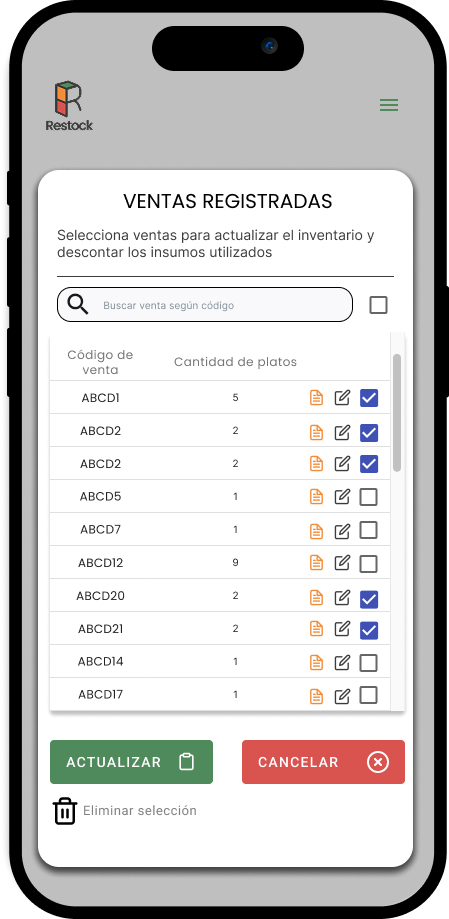 Restock
VENTAS REGISTRADAS
Selecciona ventas para actualizar el inventario y
descontar los insumos utilizados
Buscar venta según código
Código de
venta
Cantidad de platos
ABCD1 5
ABCD2 2
ABCD2 2
ABCD5 1
ABCD7 1
ABCD12 9
ABCD20 2
ABCD21 2
ABCD14 1
ABCD17 1
ACTUALIZAR
CANCELAR
Eliminar selección